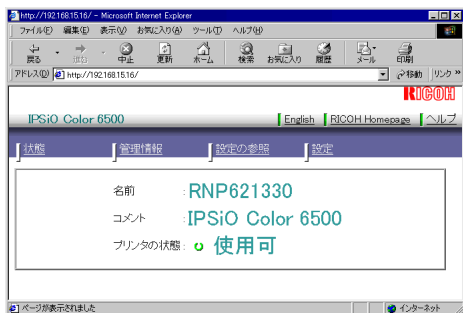 http://192.168.15.16/ - Microsoft Internet Explorer
ファイル(F) 編集(E) 表示(V) お気に入り(A) ツール(T) ヘルプ(H)
戻る 進む 中止 更新 ホーム 検索 お気に入り 履歴 メール 印刷
アドレス(D) http://192.168.15.16/ 移動 リンク »
RICOH
IPSiO Color 6500 English RICOH Homepage ヘルプ
状態 管理情報 設定の参照 設定
名前 : RNP621330
コメント : IPSiO Color 6500
プリンタの状態 : 使用可
ページが表示されました インターネット